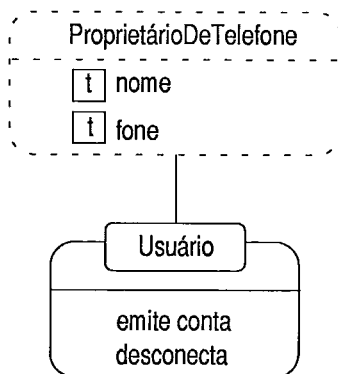 ProprietárioDeTelefone
t nome
t fone
Usuário
emite conta
desconecta